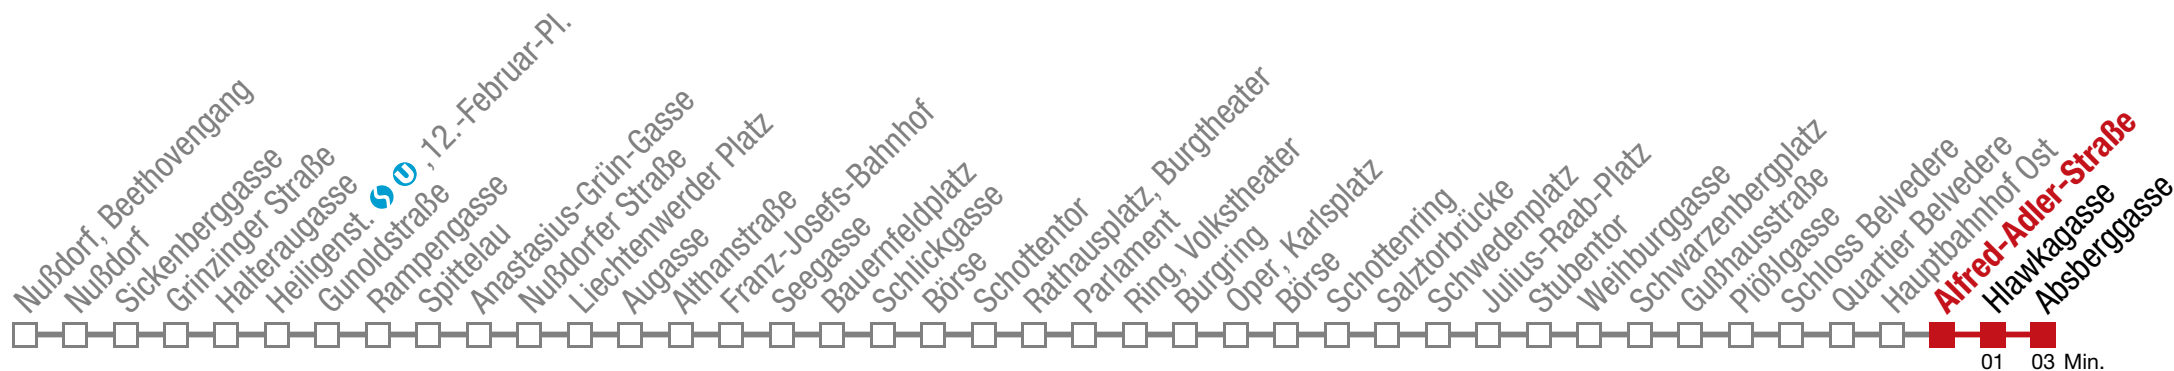 Nußdorf, Beethovengang
Nußdorf
Sickenberggasse
Grinzinger Straße
Halteraugasse
Heiligenst. S U ,12.-Februar-Pl.
Gunoldstraße
Rampengasse
Spittelau
Anastasius-Grün-Gasse
Nußdorfer Straße
Liechtenwerder Platz
Augasse
Althanstraße
Franz-Josefs-Bahnhof
Seegasse
Bauernfeldplatz
Schlickgasse
Börse
Schottentor
Rathausplatz, Burgtheater
Parlament
Ring, Volkstheater
Burgring
Oper, Karlsplatz
Börse
Schottenring
Salztorbrücke
Schwedenplatz
Julius-Raab-Platz
Stubentor
Weihburggasse
Schwarzenbergplatz
Gußhausstraße
Plößlgasse
Schloss Belvedere
Quartier Belvedere
Hauptbahnhof Ost
Alfred-Adler-Straße
Hlawkagasse
Absberggasse
01 03 Min.